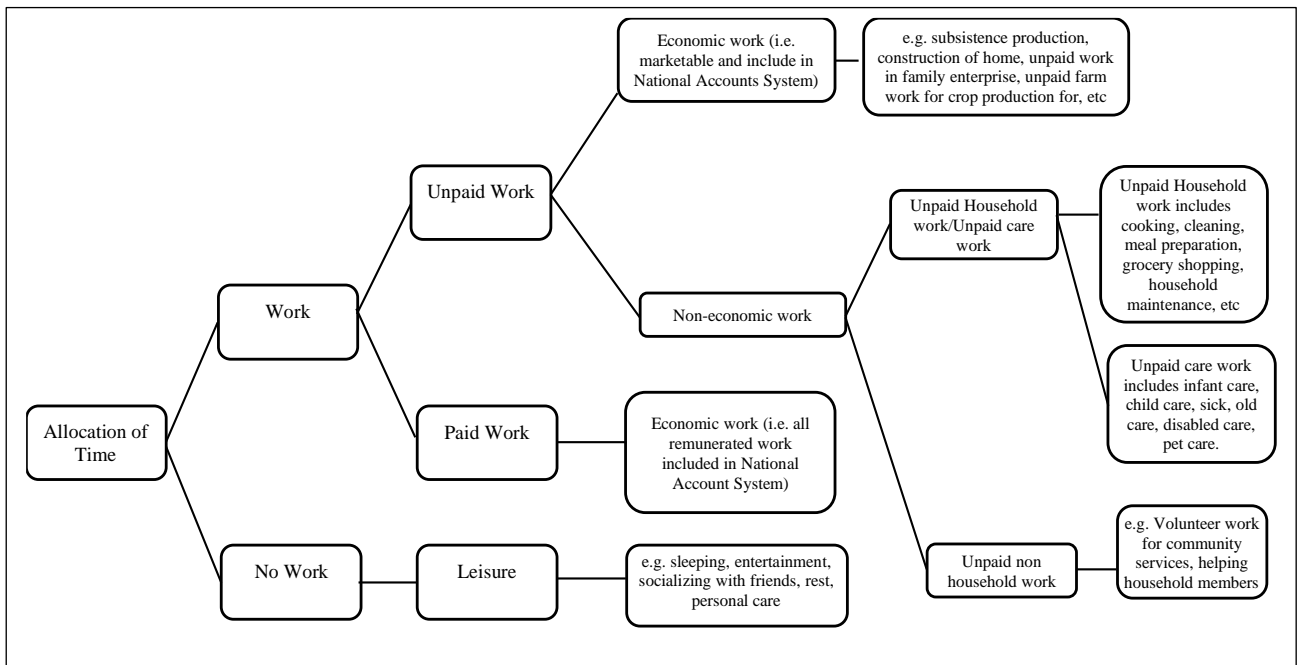 Economic work (i.e.
marketable and include in
National Accounts System)
e.g. subsistence production,
construction of home, unpaid work
in family enterprise, unpaid farm
work for crop production for, etc
Unpaid Work
Unpaid Household
work/Unpaid care
work
Unpaid Household
work includes
cooking, cleaning,
meal preparation,
grocery shopping,
household
maintenance, etc
Work
Non-economic work
Unpaid care work
includes infant care,
child care, sick, old
care, disabled care,
pet care.
Allocation of
Time
Paid Work
Economic work (i.e. all
remunerated work
included in National
Account System)
No Work
Leisure
e.g. sleeping, entertainment,
socializing with friends, rest,
personal care
Unpaid non
household work
e.g. Volunteer work
for community
services, helping
household members